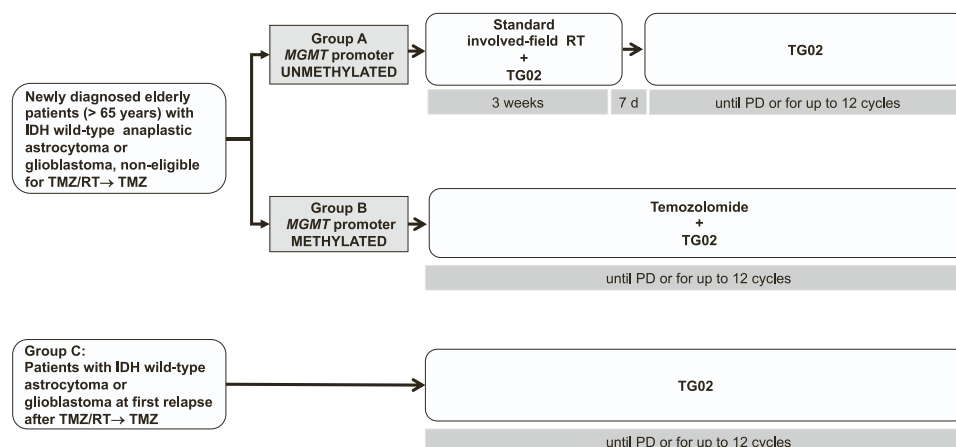 Newly diagnosed elderly
patients (> 65 years) with
IDH wild-type anaplastic
astrocytoma or
glioblastoma, non-eligible
for TMZ/RT→ TMZ
Group A
MGMT promoter
UNMETHYLATED
Standard
involved-field RT
+
TG02
TG02
3 weeks
7 d
until PD or for up to 12 cycles
Group B
MGMT promoter
METHYLATED
Temozolomide
+
TG02
until PD or for up to 12 cycles
Group C:
Patients with IDH wild-type
astrocytoma or
glioblastoma at first relapse
after TMZ/RT→ TMZ
TG02
until PD or for up to 12 cycles